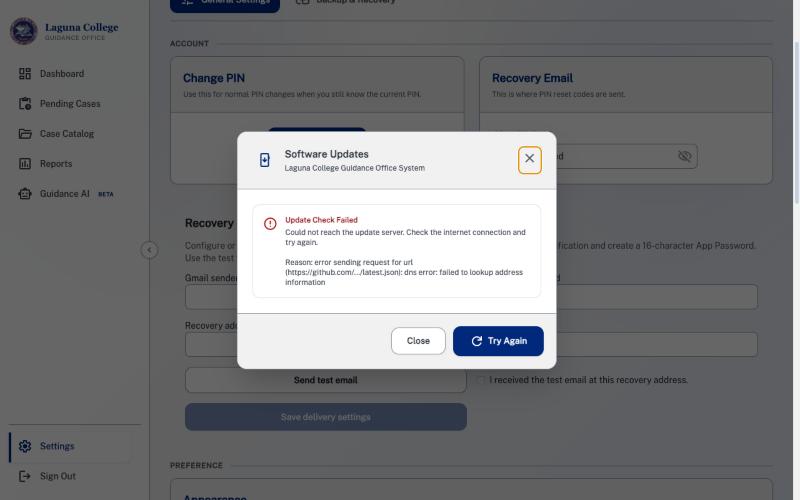 Laguna College
GUIDANCE OFFICE
Dashboard
Pending Cases
Case Catalog
Reports
Guidance AI BETA
Settings
Sign Out
General Settings
Backup & Recovery
ACCOUNT
Change PIN
Use this for normal PIN changes when you still know the current PIN.
Recovery Email
This is where PIN reset codes are sent.
Software Updates
Laguna College Guidance Office System
Update Check Failed
Could not reach the update server. Check the internet connection and
try again.
Reason: error sending request for url
(https://github.com/.../latest.json): dns error: failed to lookup address
information
Close
Try Again
Recovery
Configure or
ification and create a 16-character App Password.
Use the test
Gmail sende
Recovery add
Send test email
I received the test email at this recovery address.
Save delivery settings
PREFERENCE
Appearance